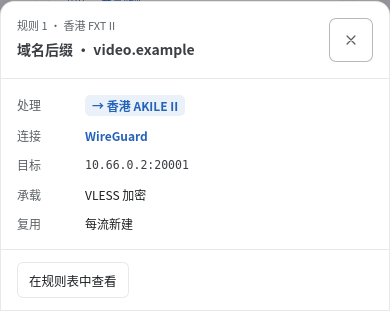 规则 1 · 香港 FXT II
域名后缀 · video.example
处理 → 香港 AKILE II
连接 WireGuard
目标 10.66.0.2:20001
承载 VLESS 加密
复用 每流新建
在规则表中查看